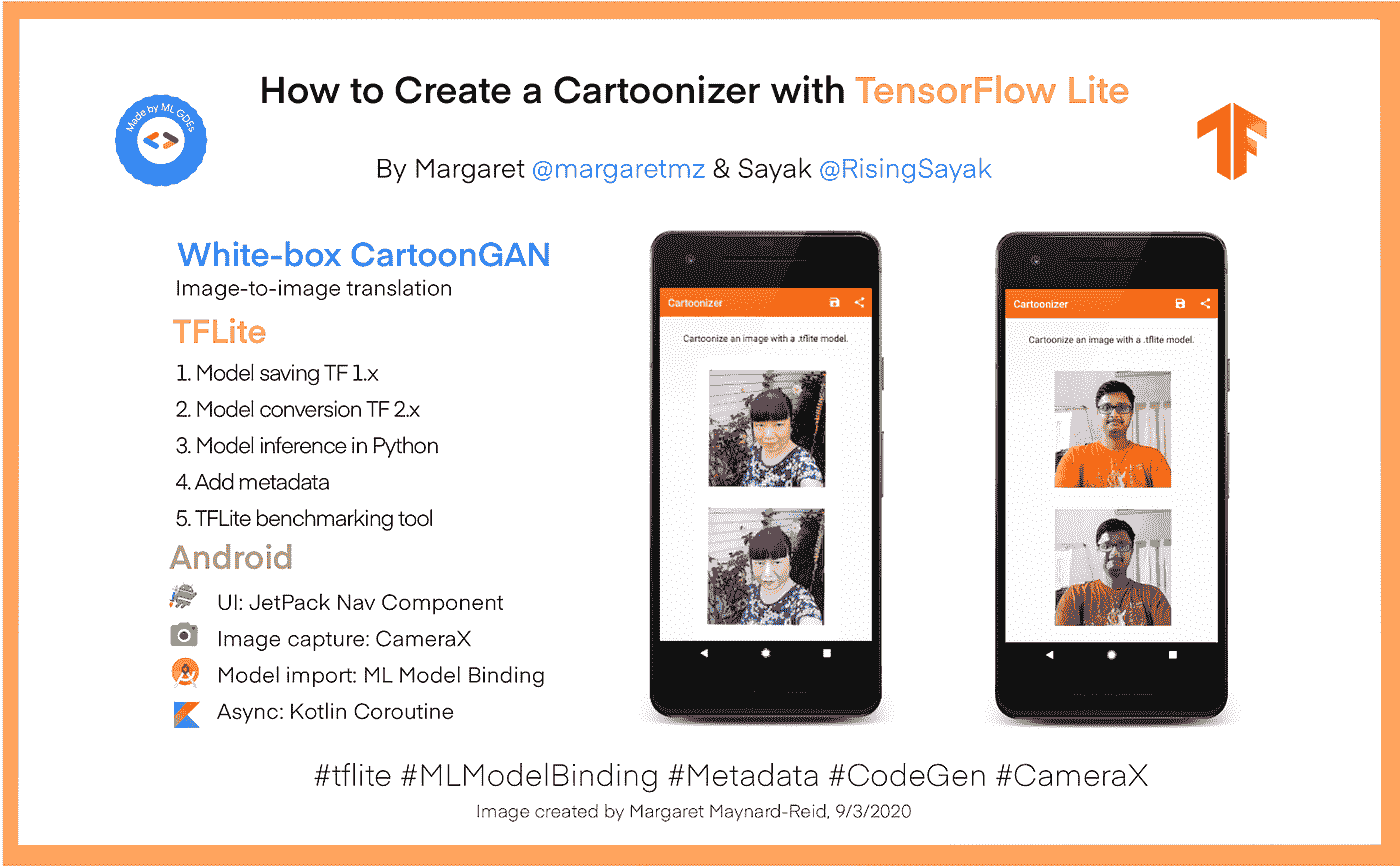 How to Create a Cartoonizer with TensorFlow Lite
Made by ML GDEs
By Margaret @margaretmz & Sayak @RisingSayak
White-box CartoonGAN
Image-to-image translation
TFLite
1. Model saving TF 1.x
2. Model conversion TF 2.x
3. Model inference in Python
4. Add metadata
5. TFLite benchmarking tool
Android
UI: JetPack Nav Component
Image capture: CameraX
Model import: ML Model Binding
Async: Kotlin Coroutine
Cartoonizer
Cartoonize an image with a .tflite model.
Cartoonizer
Cartoonize an image with a .tflite model.
#tflite #MLModelBinding #Metadata #CodeGen #CameraX
Image created by Margaret Maynard-Reid, 9/3/2020